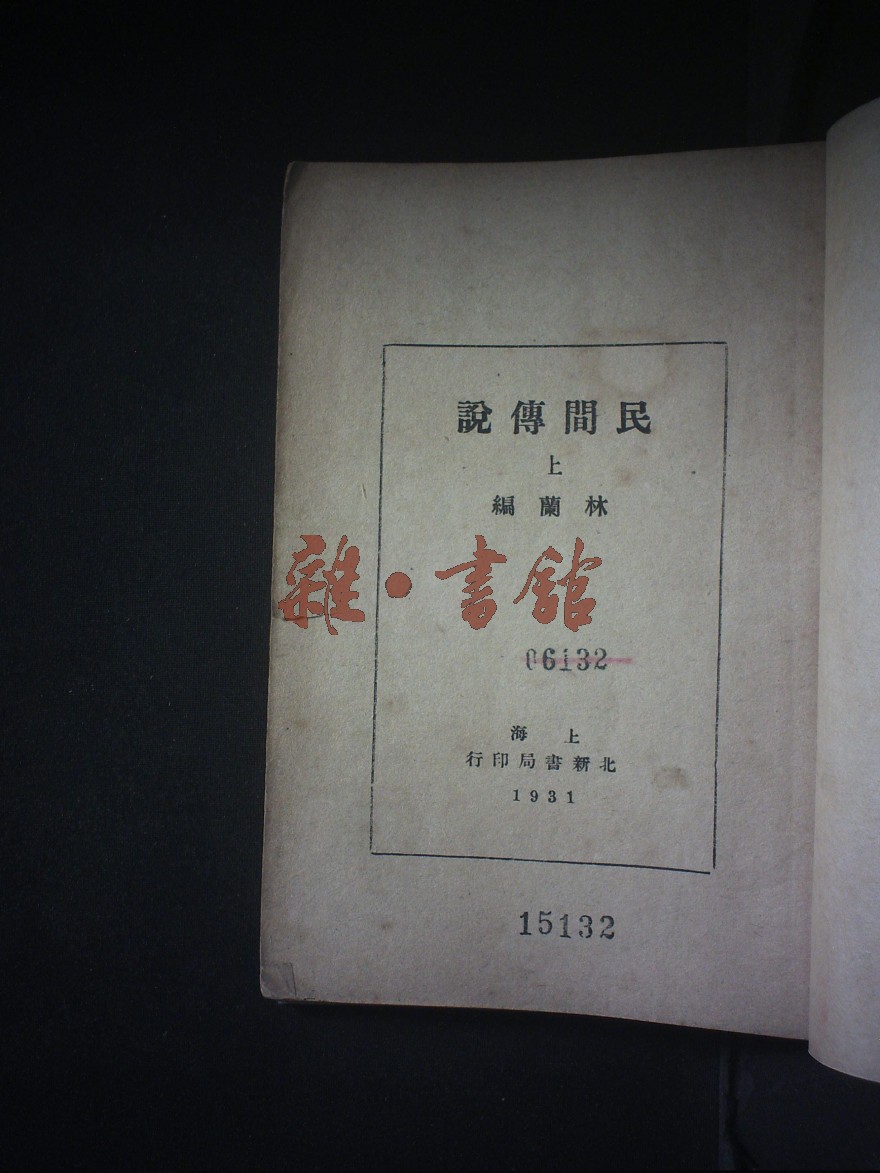 民間傳說
上
林蘭編
雜・書館
06132
上海
北新書局印行
1931
15132